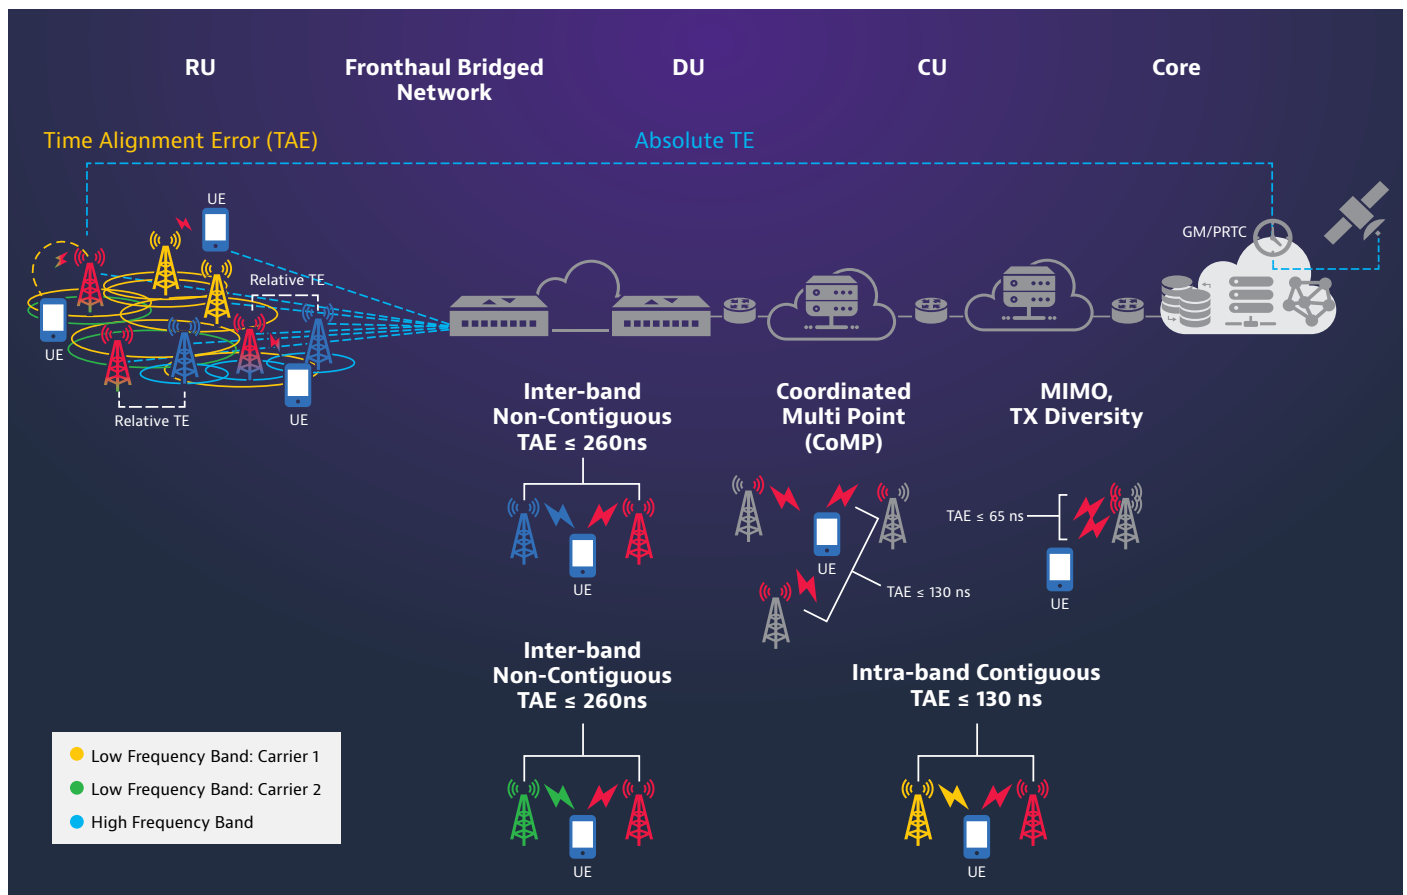 RU
Fronthaul Bridged
Network
DU
CU
Core
Time Alignment Error (TAE)
Absolute TE
UE
GM/PRTC
Relative TE
UE
UE
Relative TE
Inter-band
Non-Contiguous
TAE ≤ 260ns
UE
Coordinated
Multi Point
(CoMP)
UE
TAE ≤ 130 ns
MIMO,
TX Diversity
TAE ≤ 65 ns
UE
Inter-band
Non-Contiguous
TAE ≤ 260ns
UE
Intra-band Contiguous
TAE ≤ 130 ns
UE
Low Frequency Band: Carrier 1
Low Frequency Band: Carrier 2
High Frequency Band